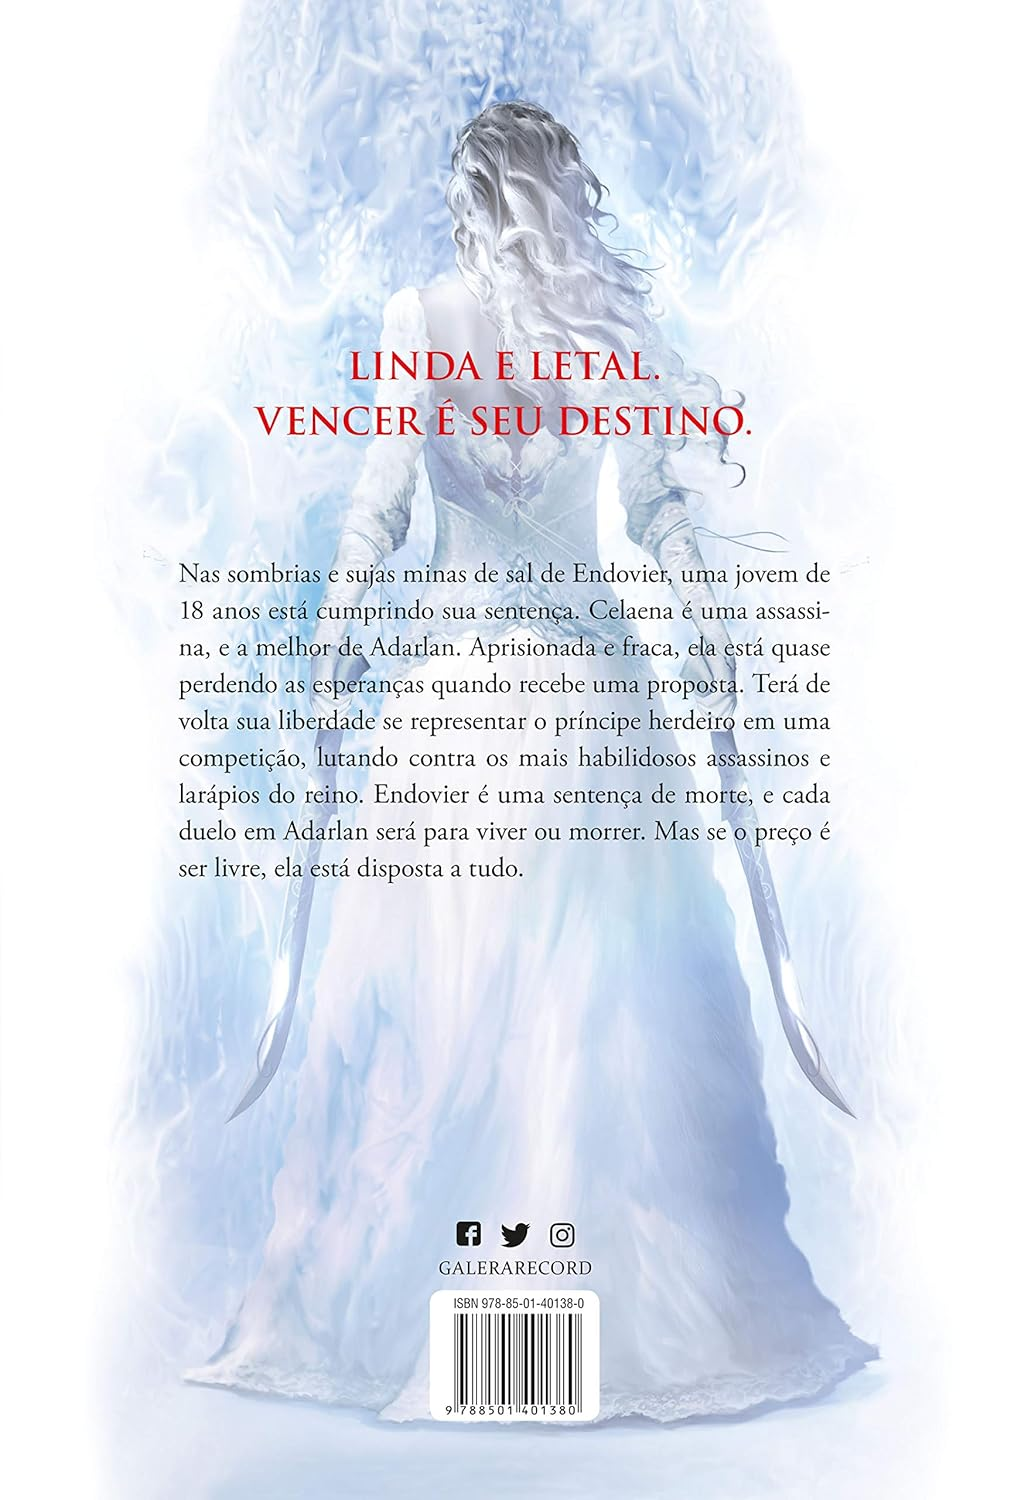 LINDA E LETAL.
VENCER É SEU DESTINO.
Nas sombrias e sujas minas de sal de Endovier, uma jovem de
18 anos está cumprindo sua sentença. Celaena é uma assassi-
na, e a melhor de Adarlan. Aprisionada e fraca, ela está quase
perdendo as esperanças quando recebe uma proposta. Terá de
volta sua liberdade se representar o príncipe herdeiro em uma
competição, lutando contra os mais habilidosos assassinos e
larápios do reino. Endovier é uma sentença de morte, e cada
duelo em Adarlan será para viver ou morrer. Mas se o preço é
ser livre, ela está disposta a tudo.
GALERARECORD
ISBN 978-85-01-40138-0
9 788501 401380